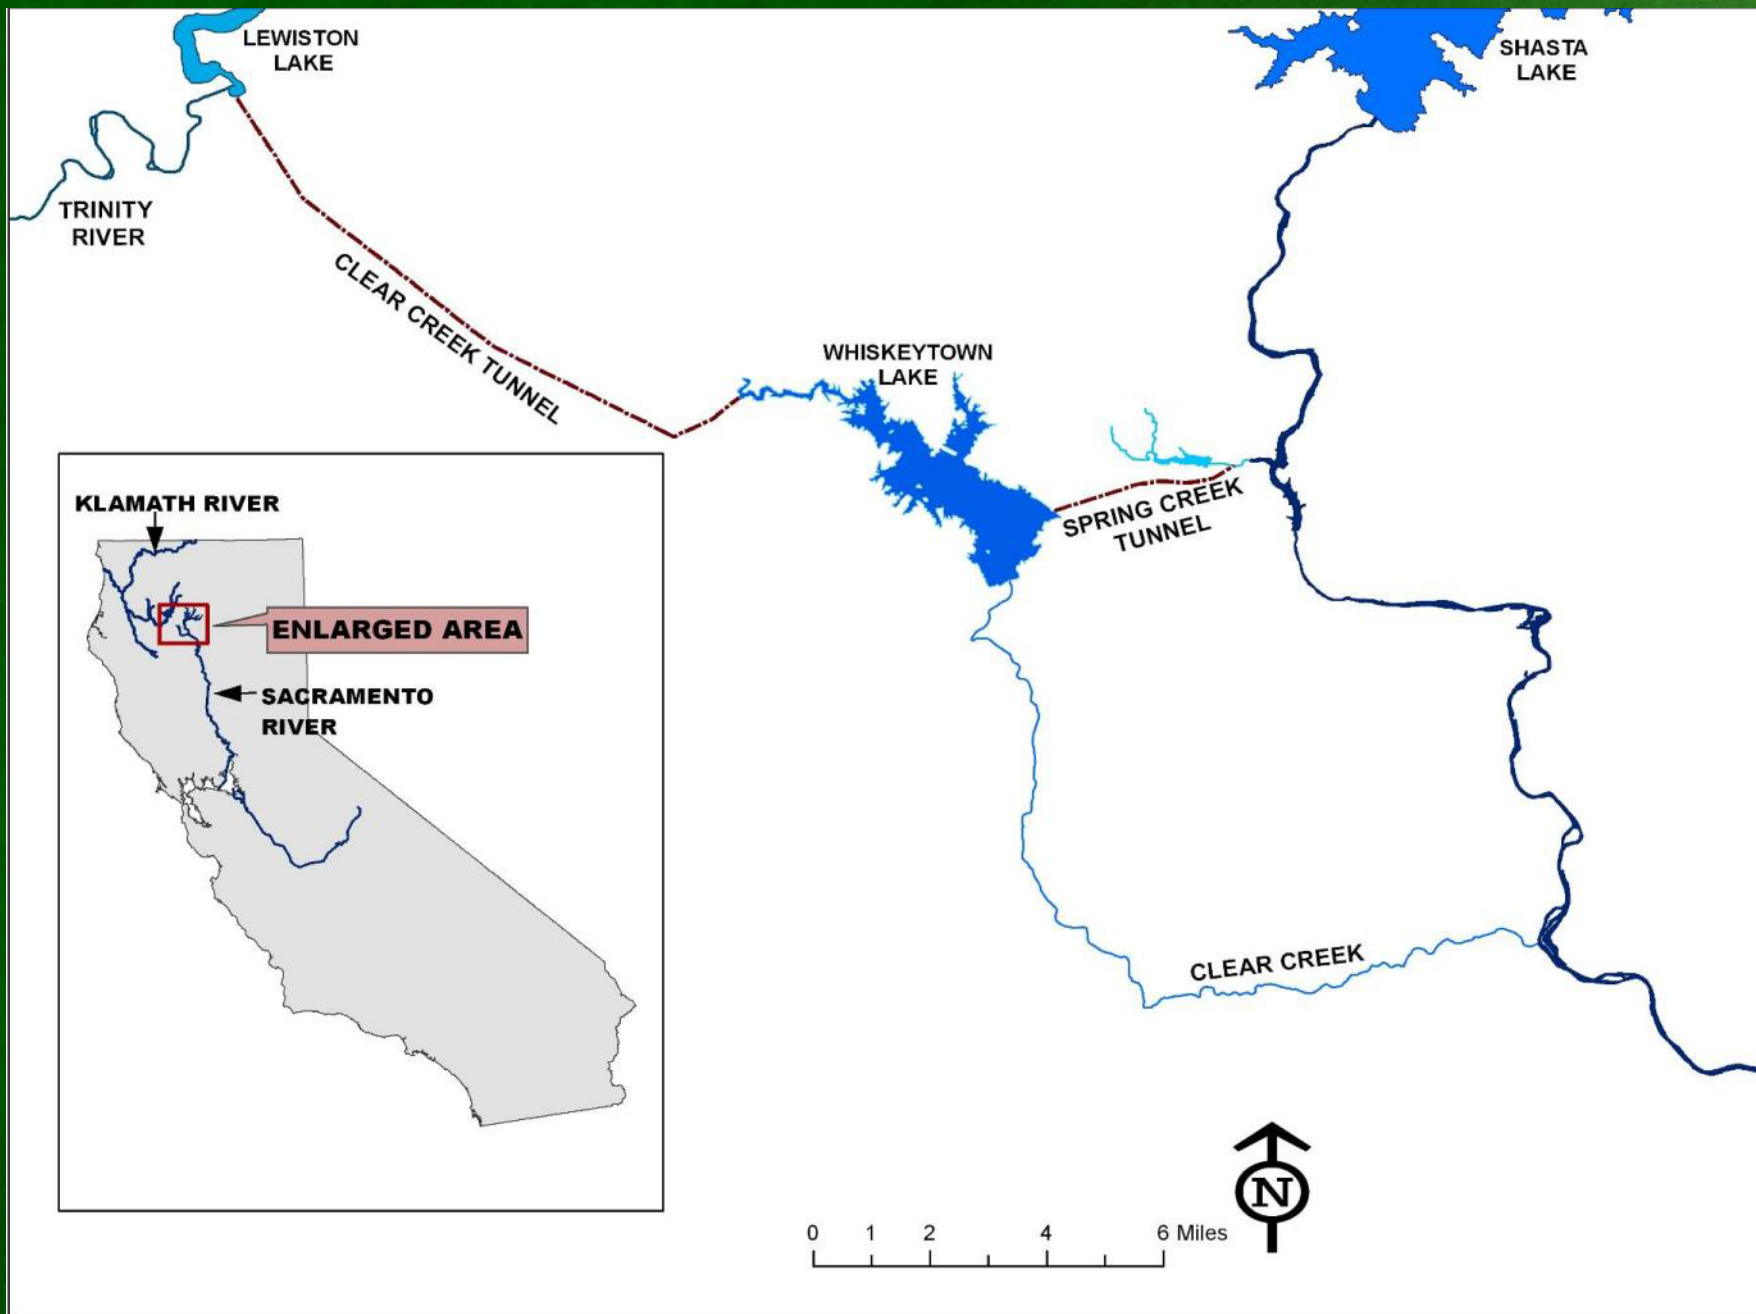 LEWISTON
LAKE
SHASTA
LAKE
TRINITY
RIVER
CLEAR CREEK TUNNEL
WHISKEYTOWN
LAKE
SPRING CREEK
TUNNEL
KLAMATH RIVER
ENLARGED AREA
SACRAMENTO
RIVER
CLEAR CREEK
N
0 1 2 4 6 Miles